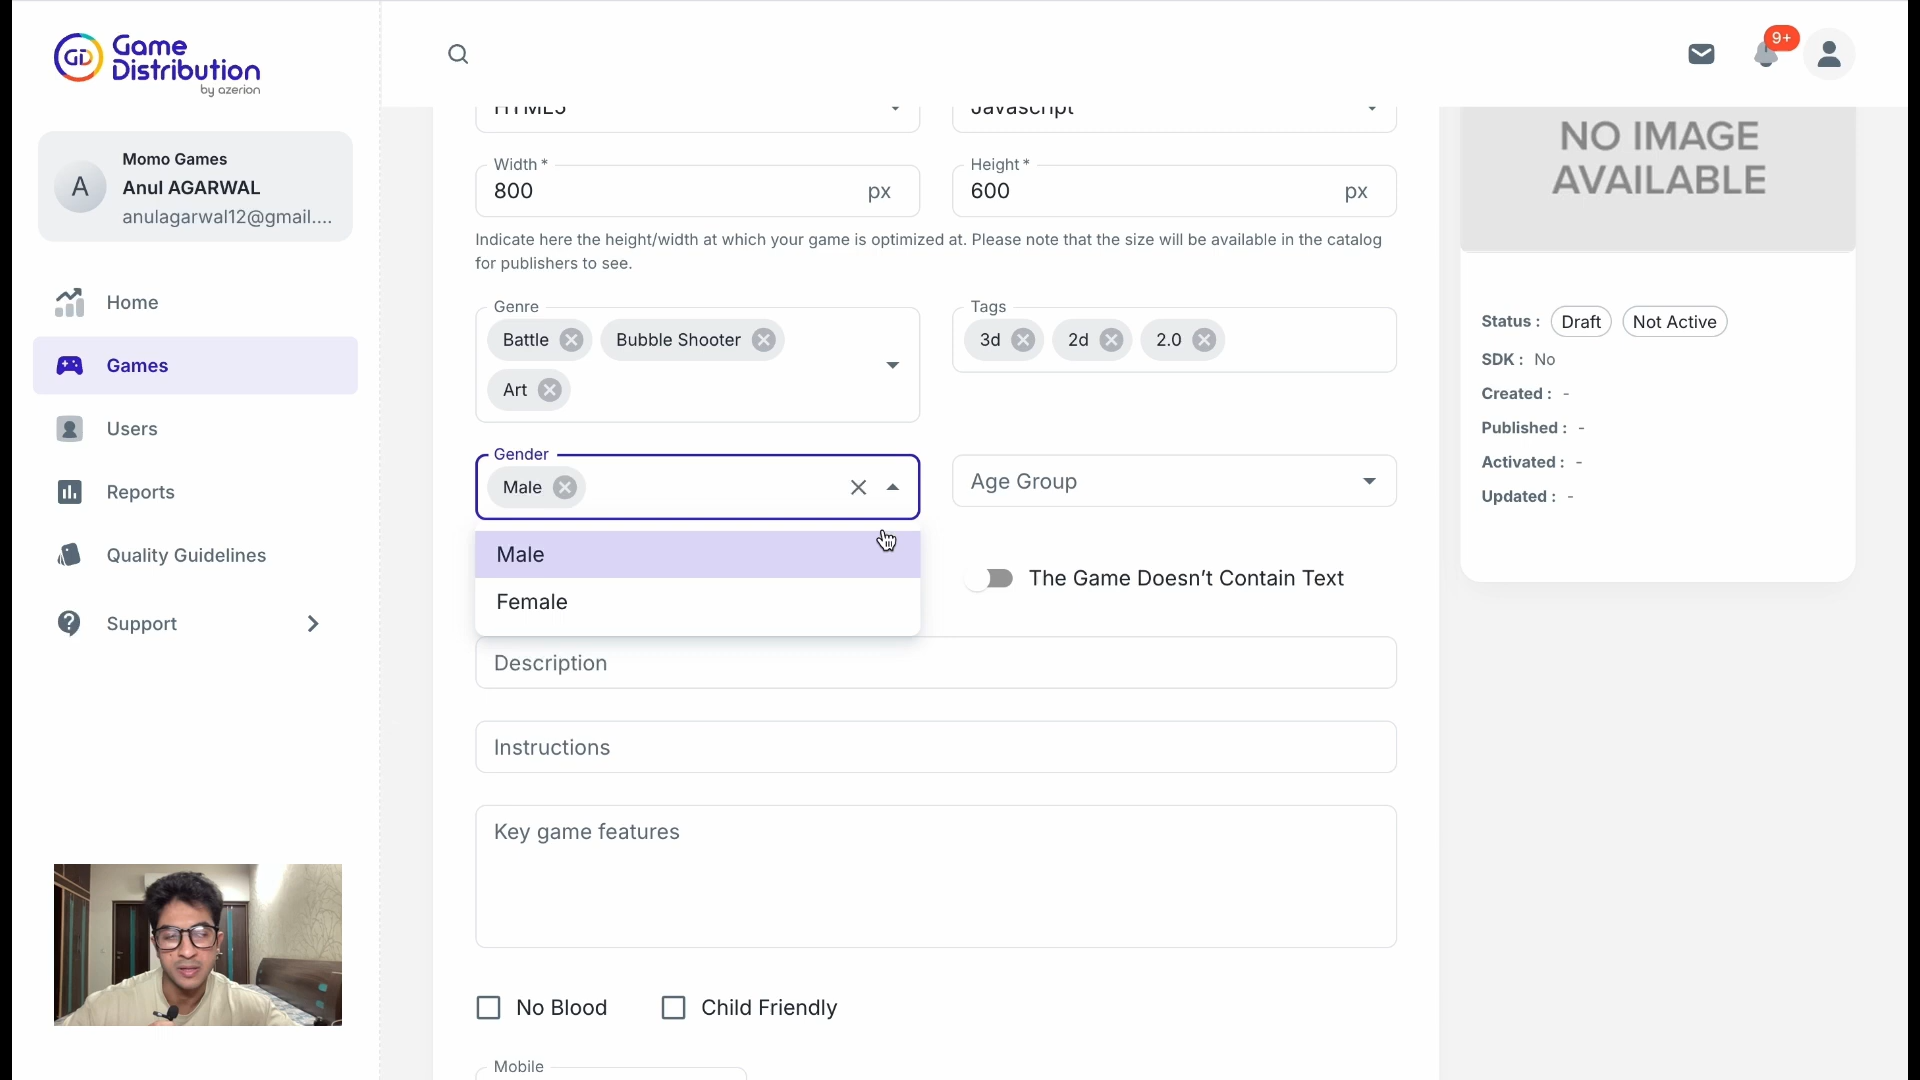 GD Game
Distribution
by azerion
9+
A
Momo Games
Anul AGARWAL
anulagarwal12@gmail....
Home
Games
Users
Reports
Quality Guidelines
Support
HTML5
Javascript
Width *
800 px
Height *
600 px
Indicate here the height/width at which your game is optimized at. Please note that the size will be available in the catalog
for publishers to see.
Genre
Battle
Bubble Shooter
Art
Tags
3d
2d
2.0
Gender
Male
Age Group
Male
Female
The Game Doesn't Contain Text
Description
Instructions
Key game features
No Blood
Child Friendly
Mobile
NO IMAGE
AVAILABLE
Status : Draft Not Active
SDK : No
Created : -
Published : -
Activated : -
Updated : -